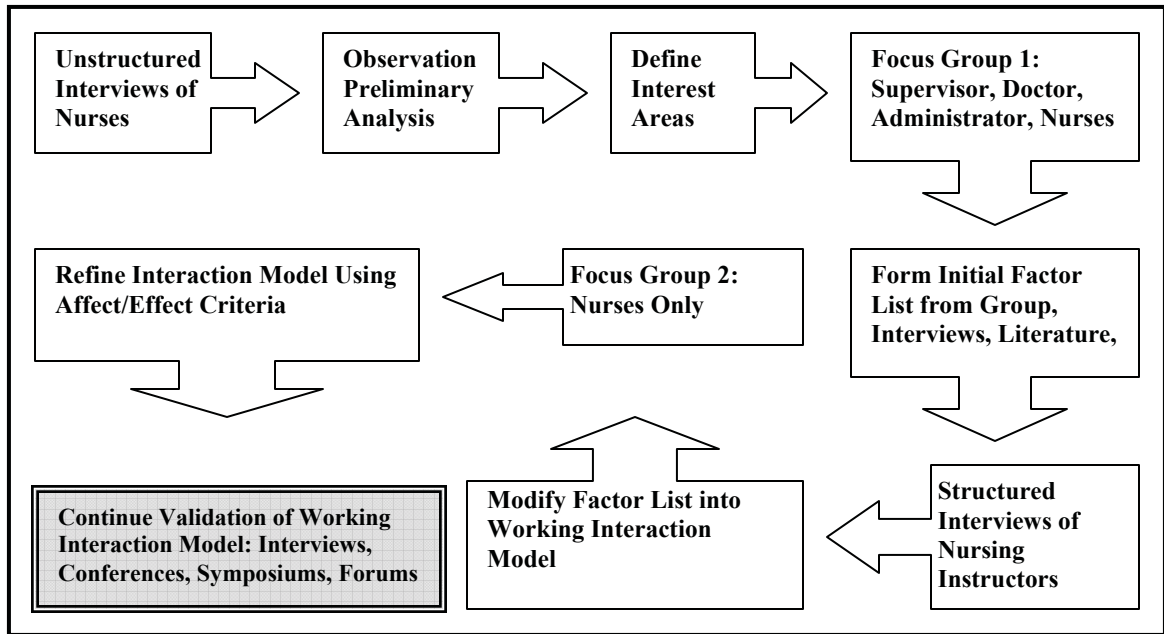 Unstructured
Interviews of
Nurses
Observation
Preliminary
Analysis
Define
Interest
Areas
Focus Group 1:
Supervisor, Doctor,
Administrator, Nurses
Form Initial Factor
List from Group,
Interviews, Literature,
Structured
Interviews of
Nursing
Instructors
Modify Factor List into
Working Interaction
Model
Focus Group 2:
Nurses Only
Refine Interaction Model Using
Affect/Effect Criteria
Continue Validation of Working
Interaction Model: Interviews,
Conferences, Symposiums, Forums